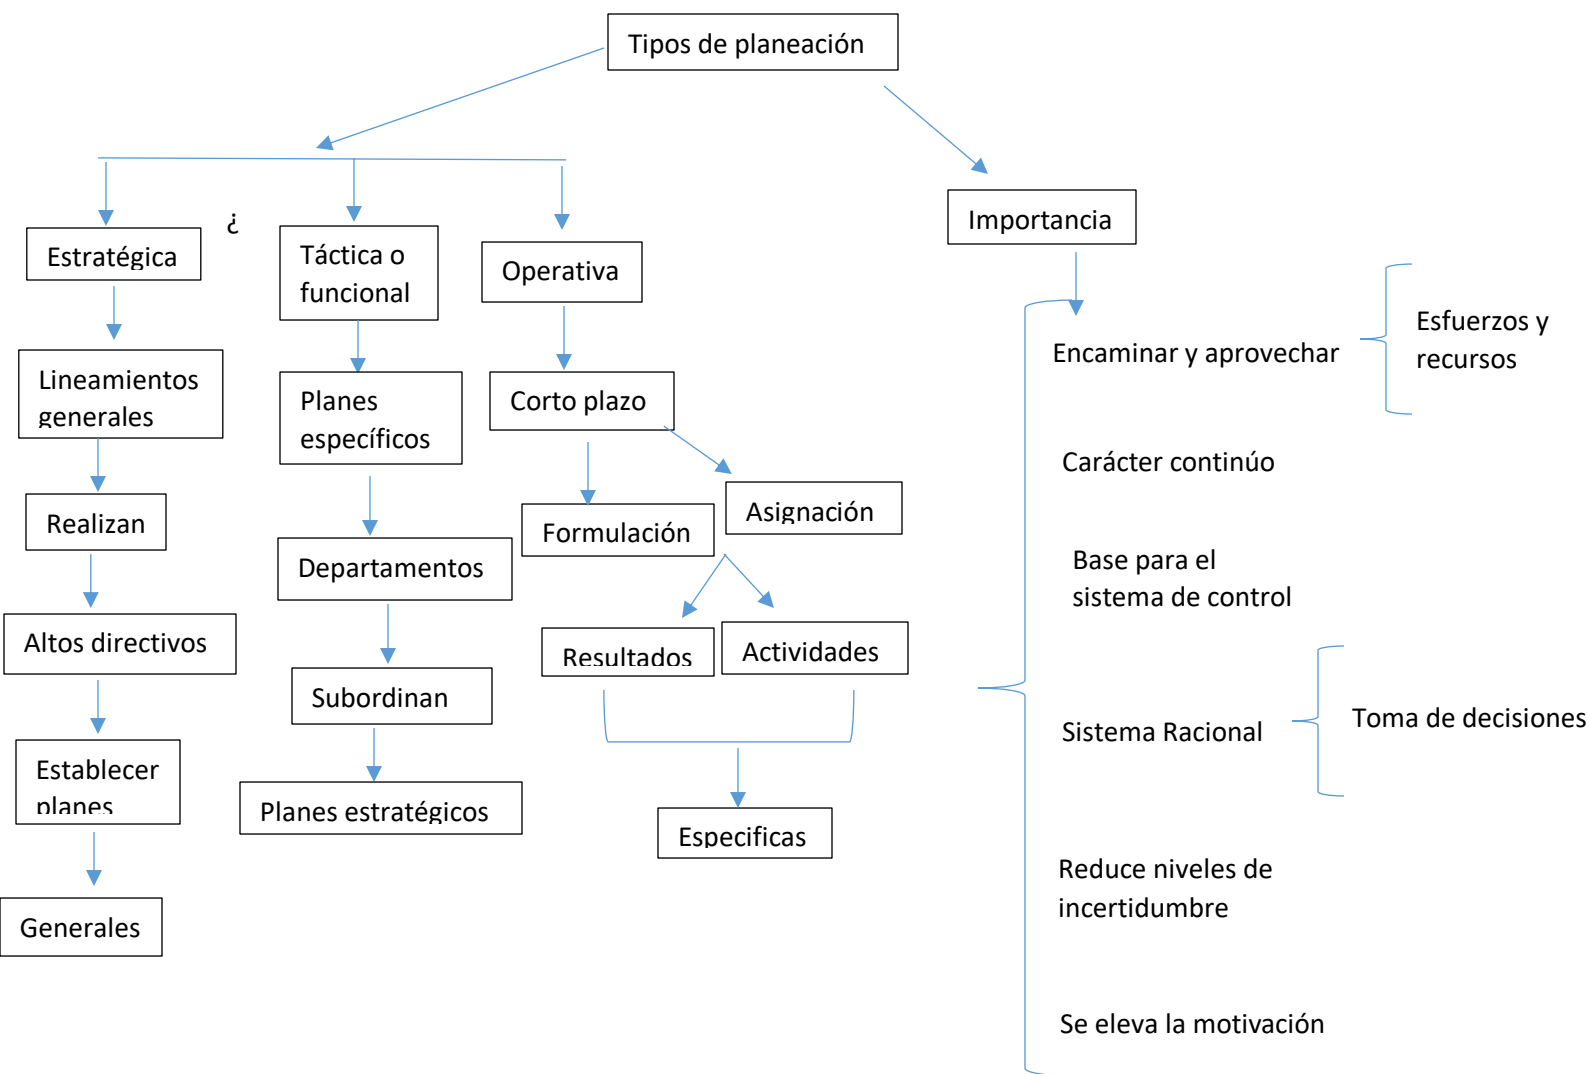 Tipos de planeación
¿
Estratégica
Táctica o
funcional
Operativa
Importancia
Lineamientos
generales
Planes
específicos
Corto plazo
Encaminar y aprovechar
Esfuerzos y
recursos
Carácter continúo
Realizan
Departamentos
Formulación
Asignación
Base para el
sistema de control
Altos directivos
Subordinan
Resultados
Actividades
Sistema Racional
Toma de decisiones
Establecer
planes
Planes estratégicos
Especificas
Generales
Reduce niveles de
incertidumbre
Se eleva la motivación